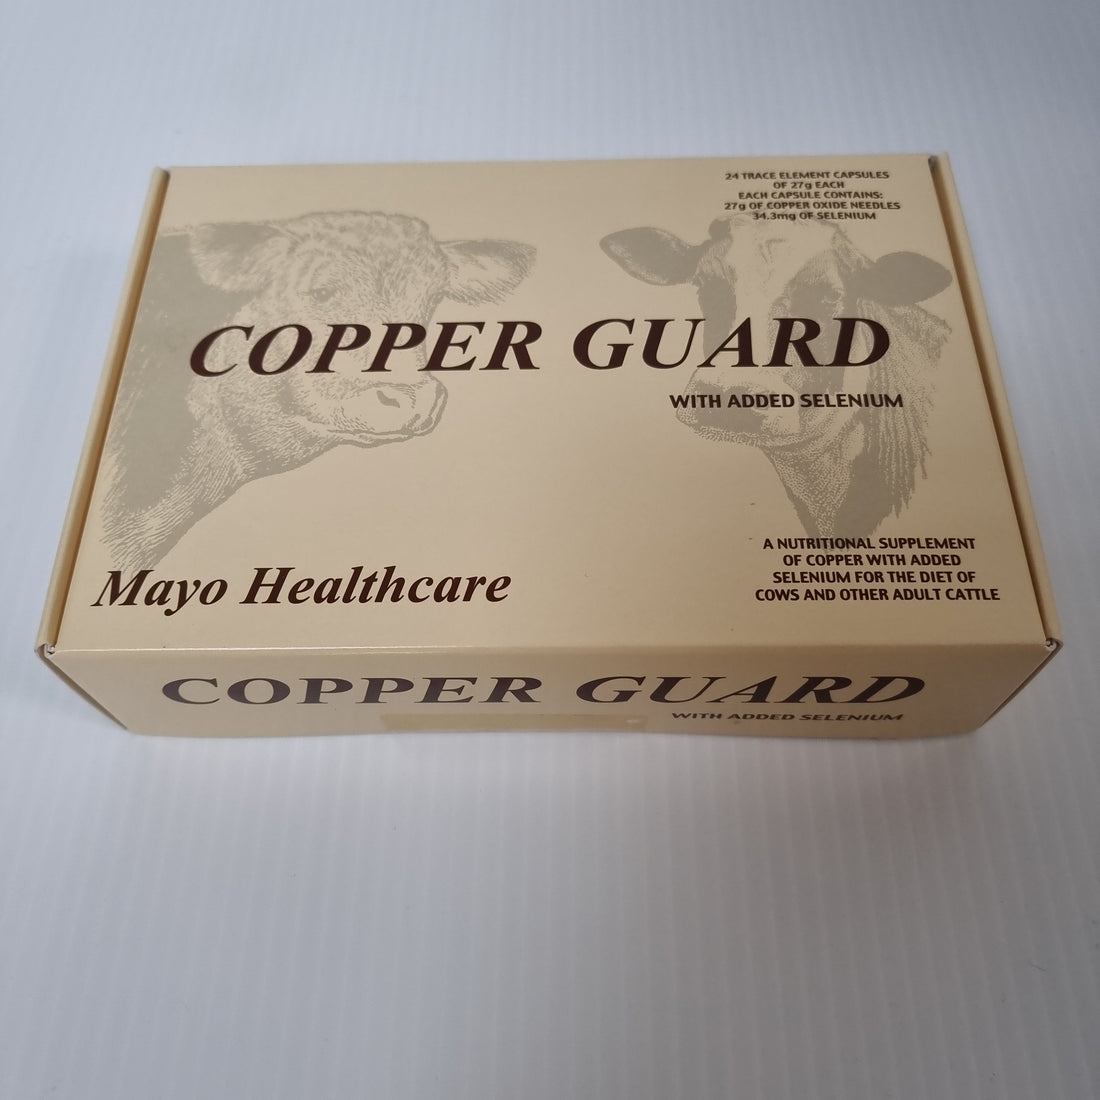 24 TRACE ELEMENT CAPSULES
OF 27g EACH
EACH CAPSULE CONTAINS:
27g OF COPPER OXIDE NEEDLES
34.3mg OF SELENIUM
COPPER GUARD
WITH ADDED SELENIUM
A NUTRITIONAL SUPPLEMENT
OF COPPER WITH ADDED
SELENIUM FOR THE DIET OF
COWS AND OTHER ADULT CATTLE
Mayo Healthcare
COPPER GUARD
WITH ADDED SELENIUM